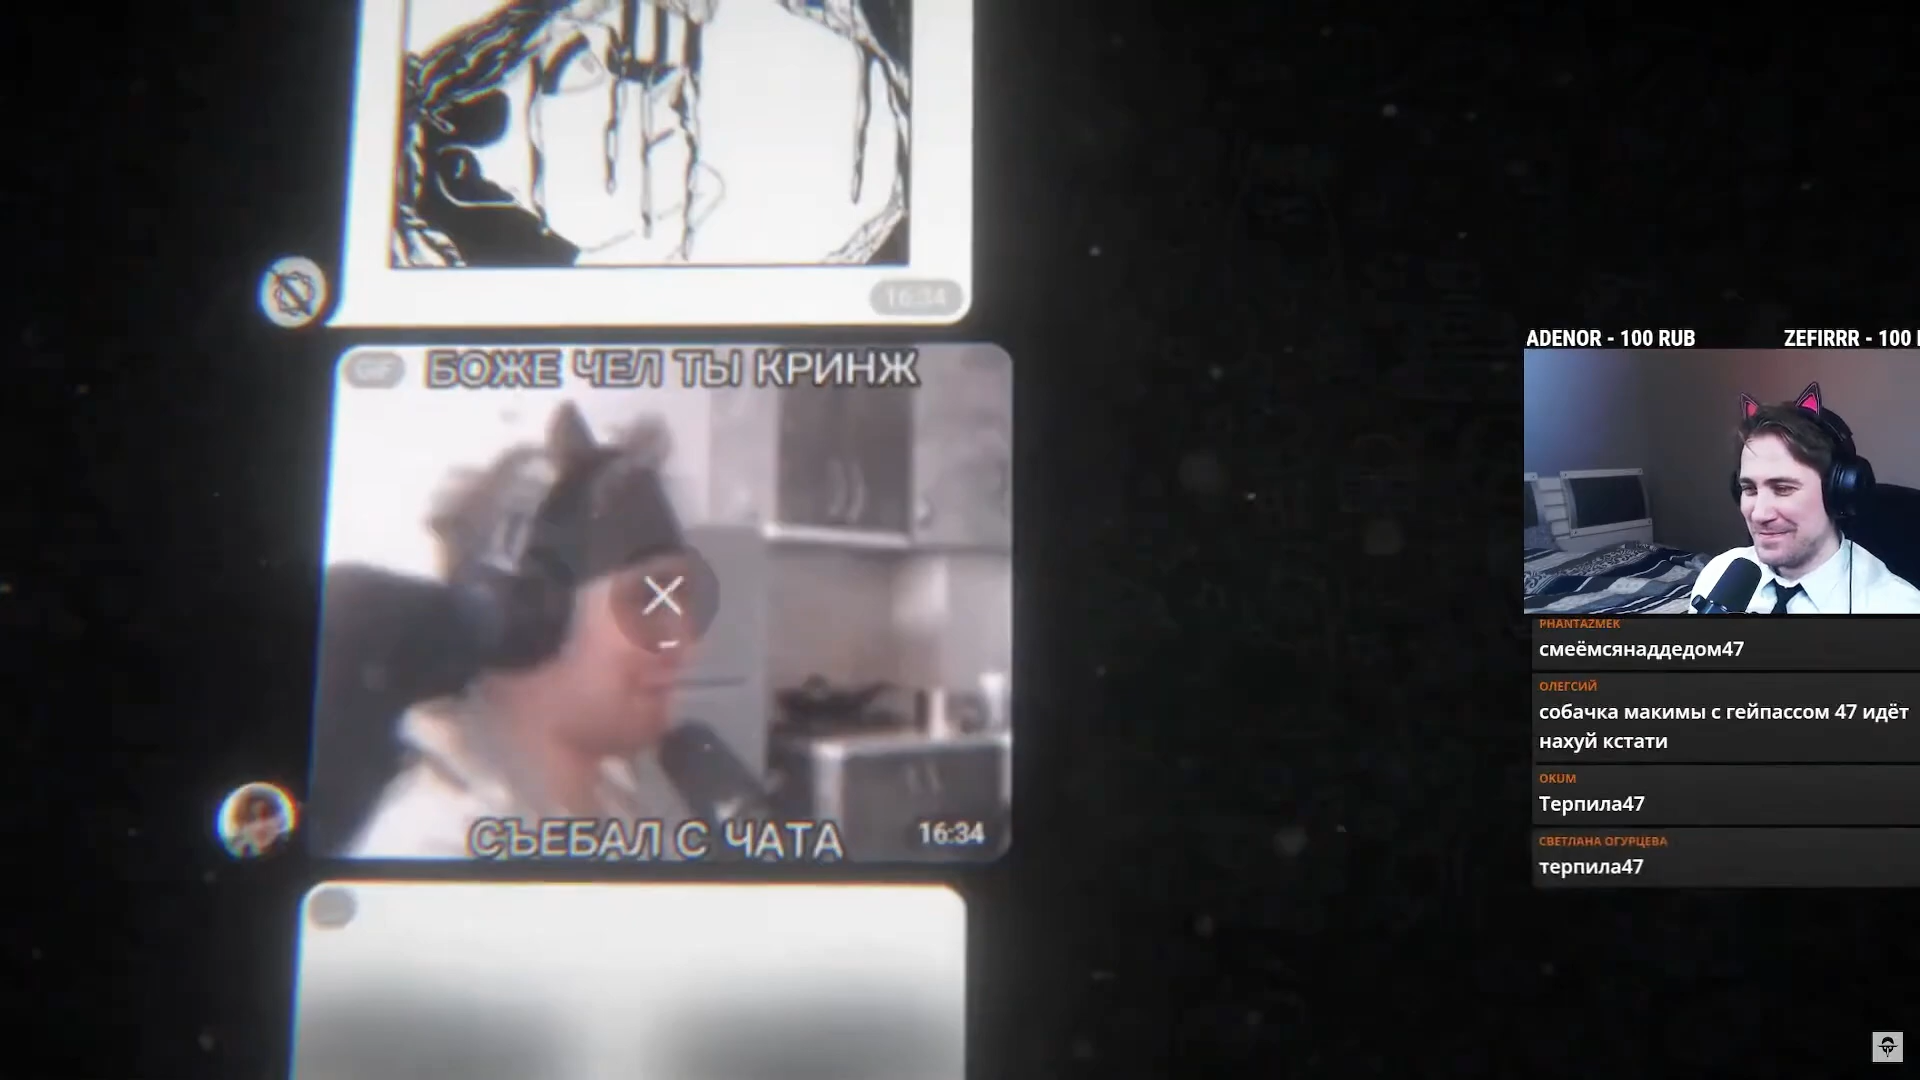 16:34
GIF
БОЖЕ ЧЕЛ ТЫ КРИНЖ
СЪЕБАЛ С ЧАТА
16:34
ADENOR - 100 RUB
ZEFIRRR - 100
PHANTAZMEK
смеёмсянаддедом47
ОЛЕГСИЙ
собачка макимы с гейпассом 47 идёт
нахуй кстати
OKUM
Терпила47
СВЕТЛАНА ОГУРЦЕВА
терпила47